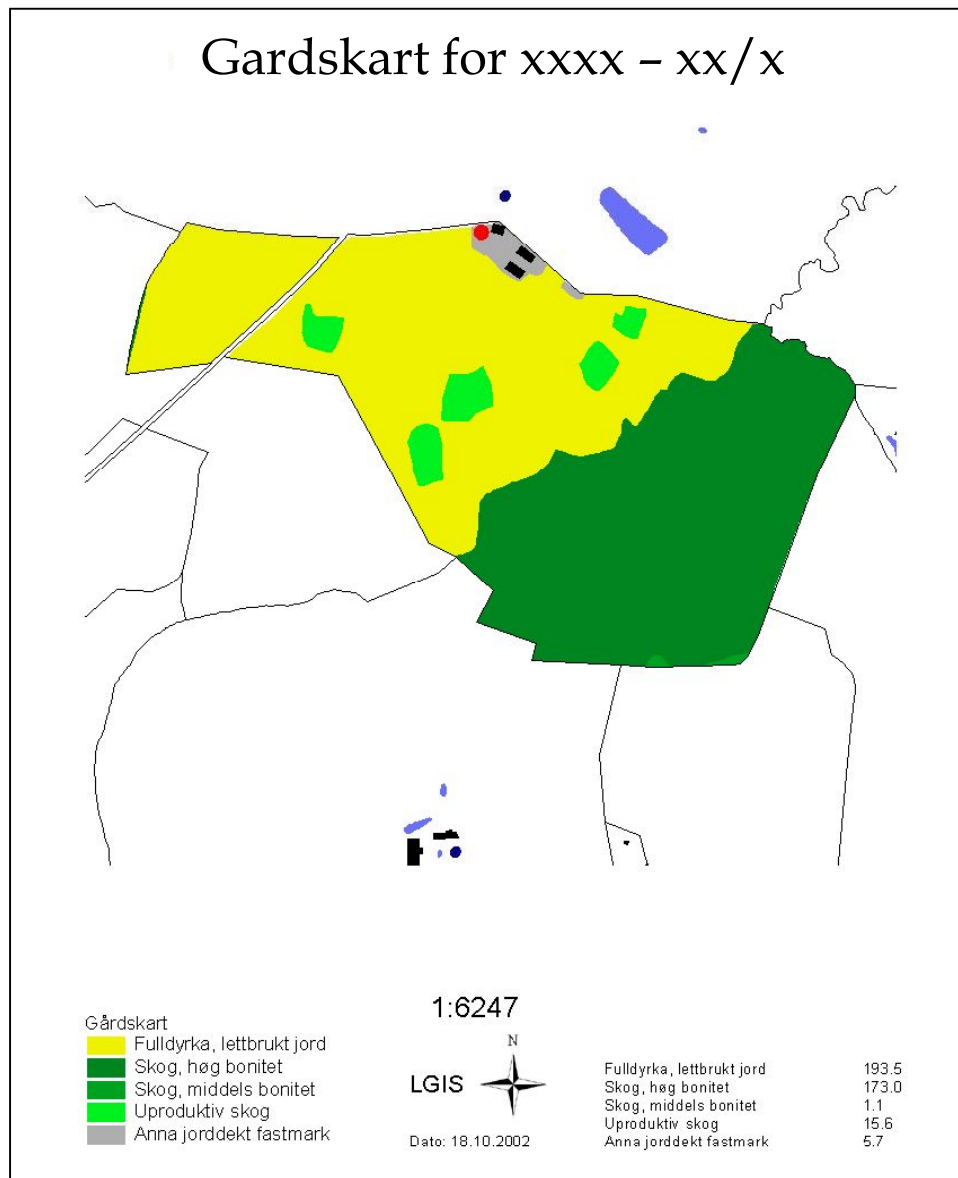 Gardskart for xxxx – xx/x
1:6247
Gårdskart
Fulldyrka, lettbrukt jord
Skog, høg bonitet
Skog, middels bonitet
Uproduktiv skog
Anna jorddekt fastmark
N
LGIS
Dato: 18.10.2002
Fulldyrka, lettbrukt jord 193.5
Skog, høg bonitet 173.0
Skog, middels bonitet 1.1
Uproduktiv skog 15.6
Anna jorddekt fastmark 5.7